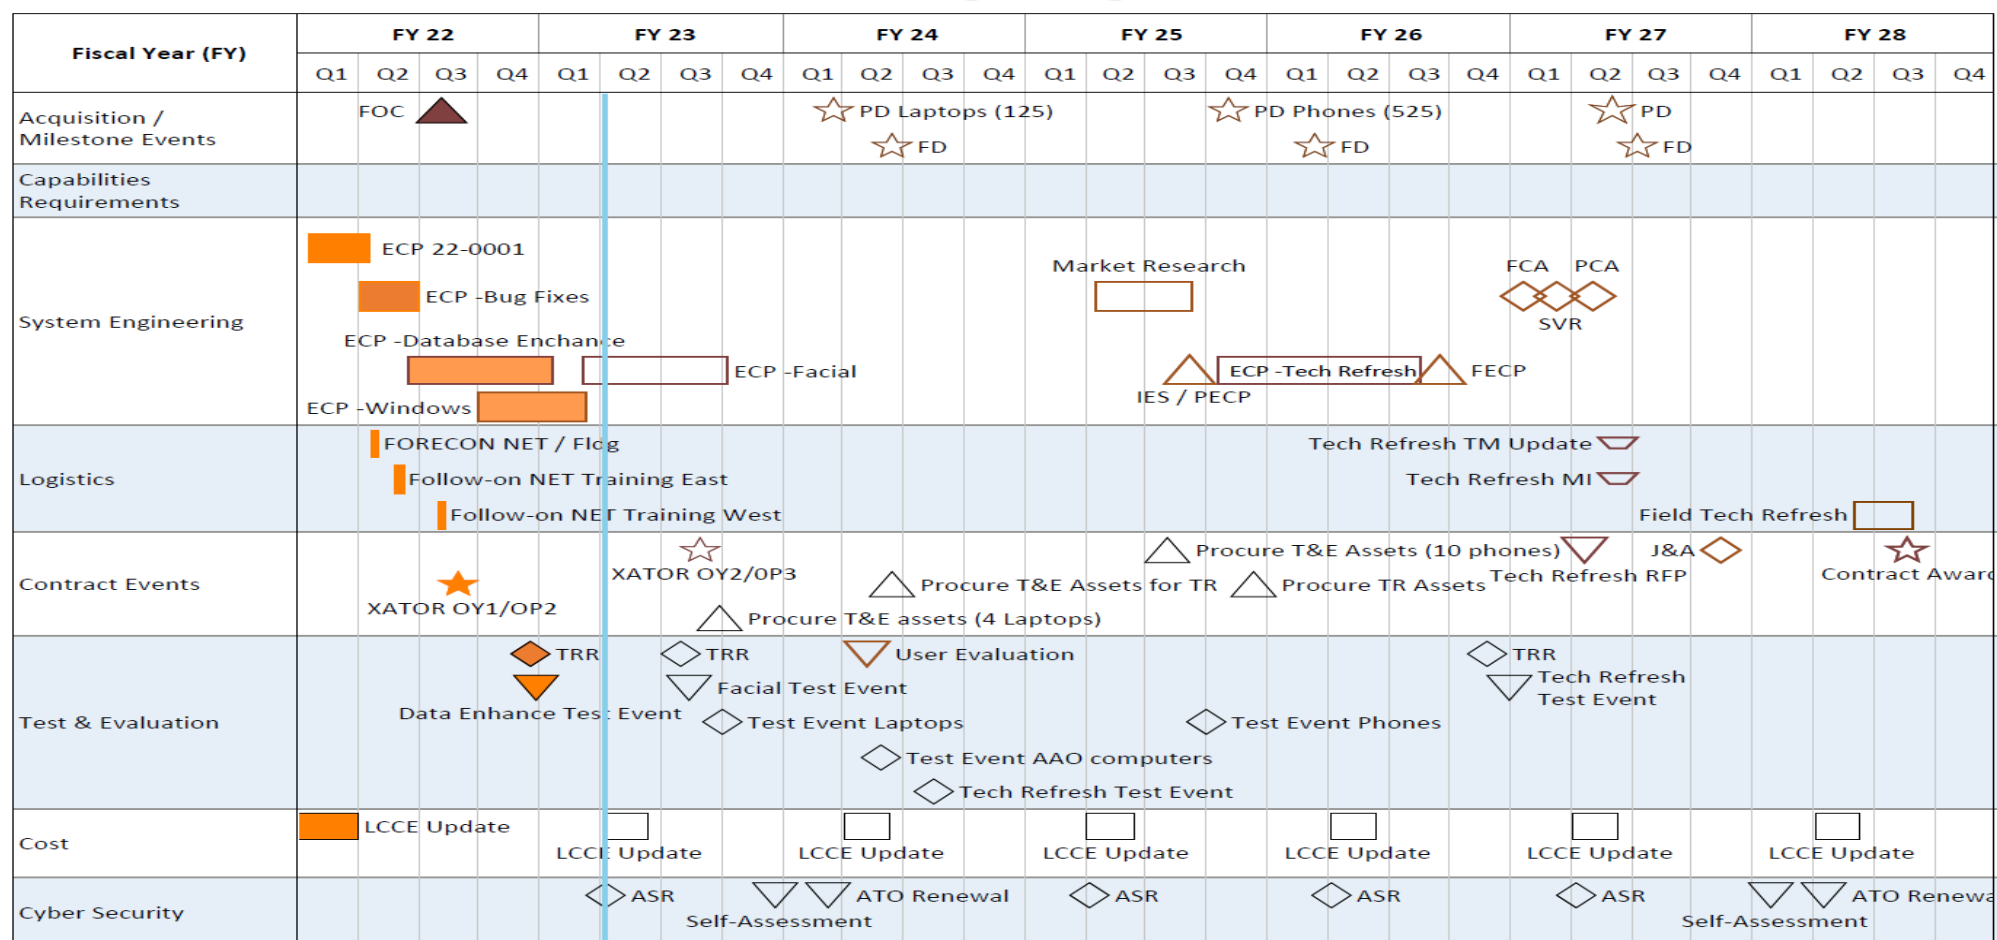 Fiscal Year (FY)
FY 22 FY 23 FY 24 FY 25 FY 26 FY 27 FY 28
Q1 Q2 Q3 Q4 Q1 Q2 Q3 Q4 Q1 Q2 Q3 Q4 Q1 Q2 Q3 Q4 Q1 Q2 Q3 Q4 Q1 Q2 Q3 Q4 Q1 Q2 Q3 Q4
Acquisition /
Milestone Events
FOC PD Laptops (125) PD Phones (525) PD
FD FD FD
Capabilities
Requirements
System Engineering
ECP 22-0001
Market Research FCA PCA
ECP -Bug Fixes
SVR
ECP -Database Enchance
ECP -Facial ECP -Tech Refresh FECP
IES / PECP
ECP -Windows
Logistics
FORECON NET / Fldg Tech Refresh TM Update
Follow-on NET Training East Tech Refresh MI
Follow-on NET Training West Field Tech Refresh
Contract Events
Procure T&E Assets (10 phones) J&A
XATOR OY2/0P3 Tech Refresh RFP Contract Awarc
Procure T&E Assets for TR Procure TR Assets
XATOR OY1/OP2
Procure T&E assets (4 Laptops)
Test & Evaluation
TRR TRR User Evaluation TRR
Facial Test Event Tech Refresh
Test Event
Data Enhance Test Event
Test Event Laptops Test Event Phones
Test Event AAO computers
Tech Refresh Test Event
Cost
LCCE Update
LCCE Update LCCE Update LCCE Update LCCE Update LCCE Update LCCE Update
Cyber Security
ASR ATO Renewal ASR ASR ASR ATO Renewa
Self-Assessment Self-Assessment